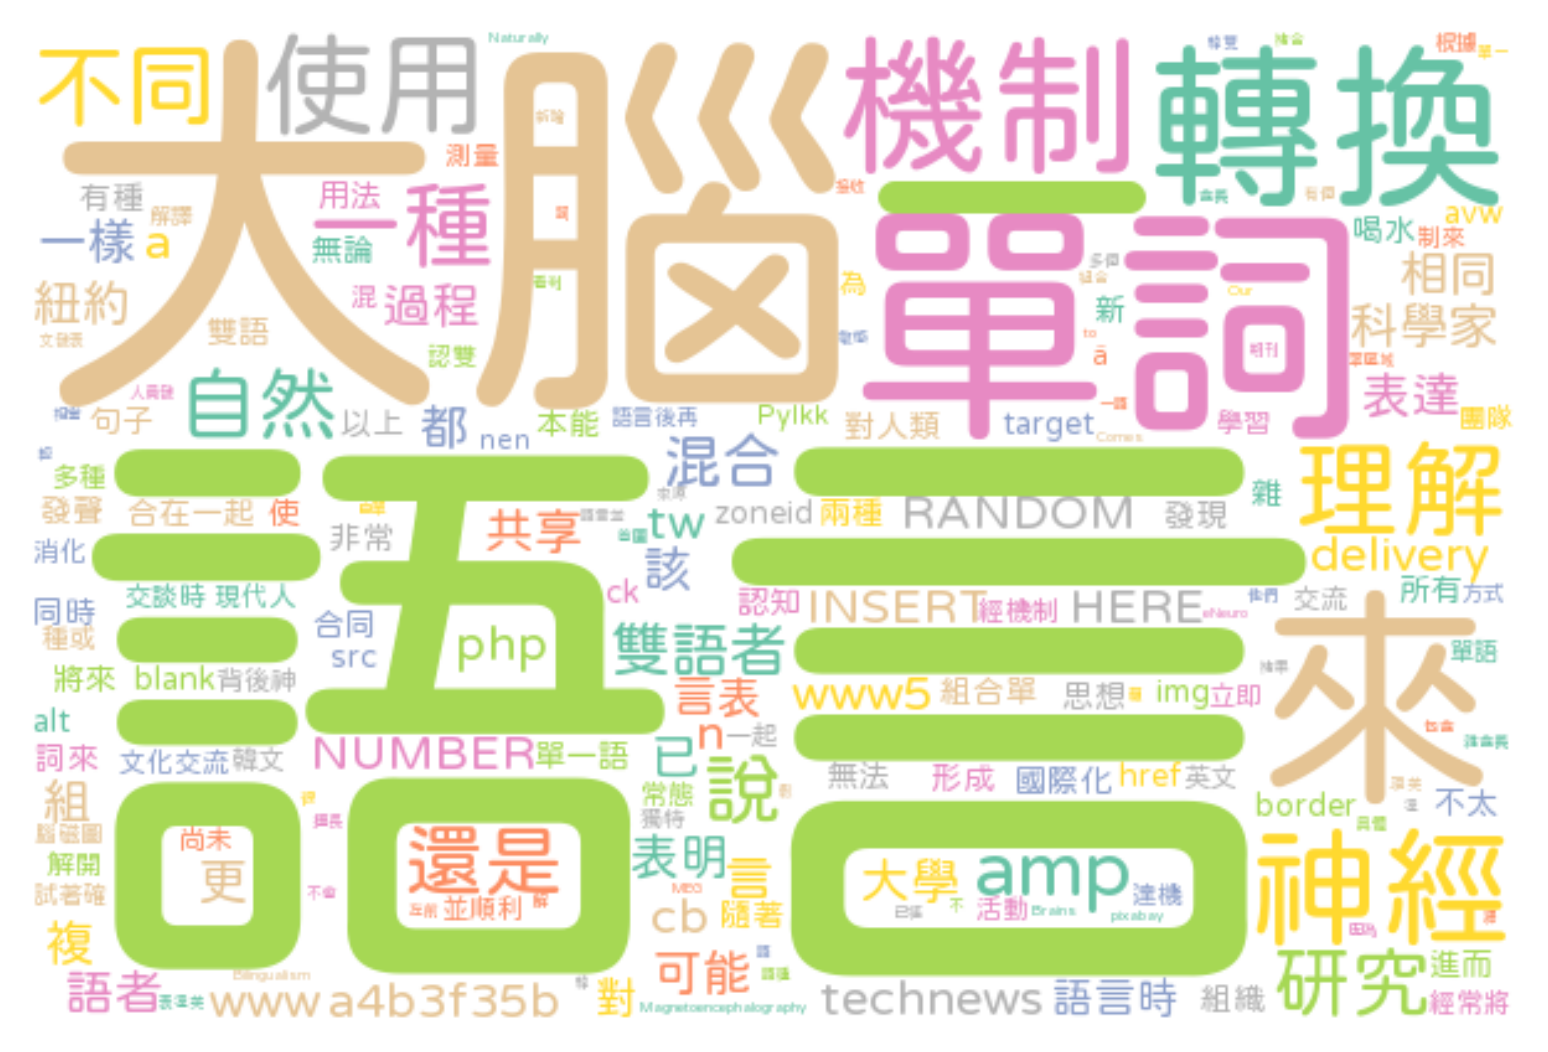 Naturally
不同
使用
大腦
機制
轉換
根據
單一
測量
有種
用法
一種
解譯
一樣
a
無論
單詞
喝水
avw
制來
紐約
混
過程
為
新
相同
科學家
雙語
認雙
ā
Our
期刊
to
自然
句子
以上
都
nen
本能
語言後再
Pylkk
對人類
target
學習
表達
團隊
Comes
語言
多種
混合
理解
發聲
合在一起
使
非常
共享
tw
zoneid
兩種
RANDOM
發現
雜
消化
該
delivery
交談時
現代人
ck
認知
INSERT
經機制
HERE
eNeuro
他們
交流
所有
方式
同時
種或
合同
src
php
雙語者
來
單語
將來
blank
背後神
言表
www5
組合單
思想
img
立即
alt
n
一起
詞來
文化交流
韓文
NUMBER
單一語
已
說
無法
形成
國際化
href
英文
組
常態
獨特
border
不太
腦磁圖
解開
尚未
更
還是
表明
言
大學
amp
達機
神經
試著確
並順利
MEG
cb
隨著
活動
Brains
pixabay
複
可能
研究
進而
語者
Bilingualism
www
a4b3f35b
對
Magnetoencephalography
technews
語言時
組織
經常將